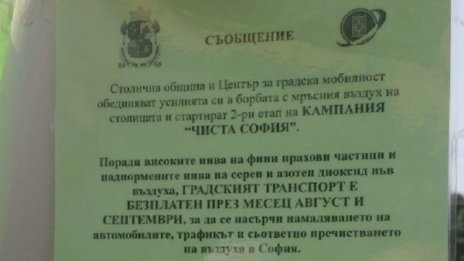 СЪОБЩЕНИЕ
Столична община и Център за градска мобилност
обединяват усилията си в борбата с мръсния въздух на
столицата и стартират 2-ри етап на КАМПАНИЯ
“ЧИСТА СОФИЯ”.
Поради високите нива на фини прахови частици и
наднормените нива на серен и азотен диоксид във
въздуха, ГРАДСКИЯТ ТРАНСПОРТ Е
БЕЗПЛАТЕН ПРЕЗ МЕСЕЦ АВГУСТ И
СЕПТЕМВРИ, за да се насърчи намаляването на
автомобилите, трафикът и съответно пречистването
на въздуха в София.